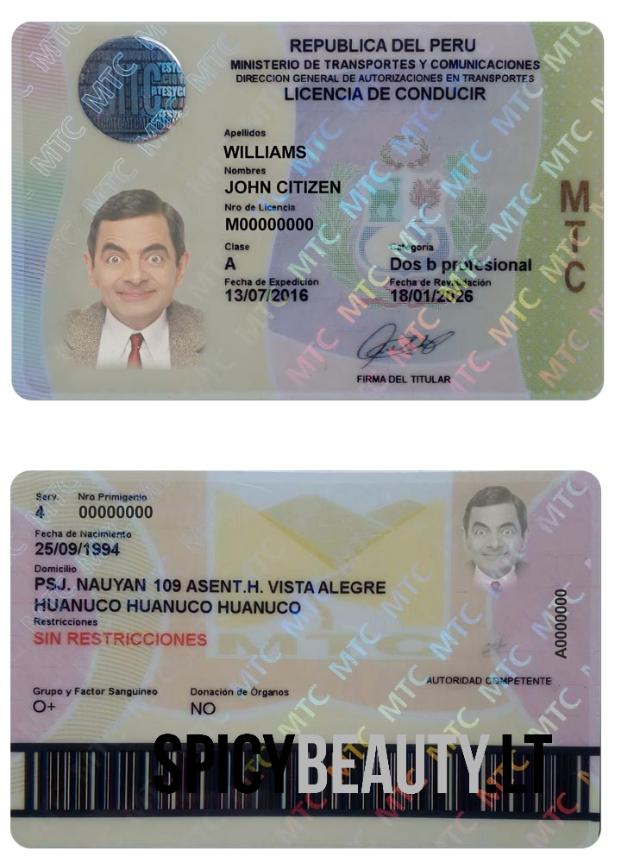 REPUBLICA DEL PERU
MINISTERIO DE TRANSPORTES Y COMUNICACIONES
DIRECCION GENERAL DE AUTORIZACIONES EN TRANSPORTES
LICENCIA DE CONDUCIR
MTC
Apellidos
WILLIAMS
Nombres
JOHN CITIZEN
Nro de Licencia
M00000000
Clase Categoria
A Dos b profesional
Fecha de Expedición Fecha de Revalidación
13/07/2016 18/01/2026
FIRMA DEL TITULAR
MTC
Serv. Nro Primigenio
4 00000000
Fecha de Nacimiento
25/09/1994
Domicilio
PSJ. NAUYAN 109 ASENT.H. VISTA ALEGRE
HUANUCO HUANUCO HUANUCO
Restricciones
SIN RESTRICCIONES
MTC
A0000000
AUTORIDAD COMPETENTE
Grupo y Factor Sanguineo Donación de Órganos
O+ NO
SPICYBEAUTY.LT